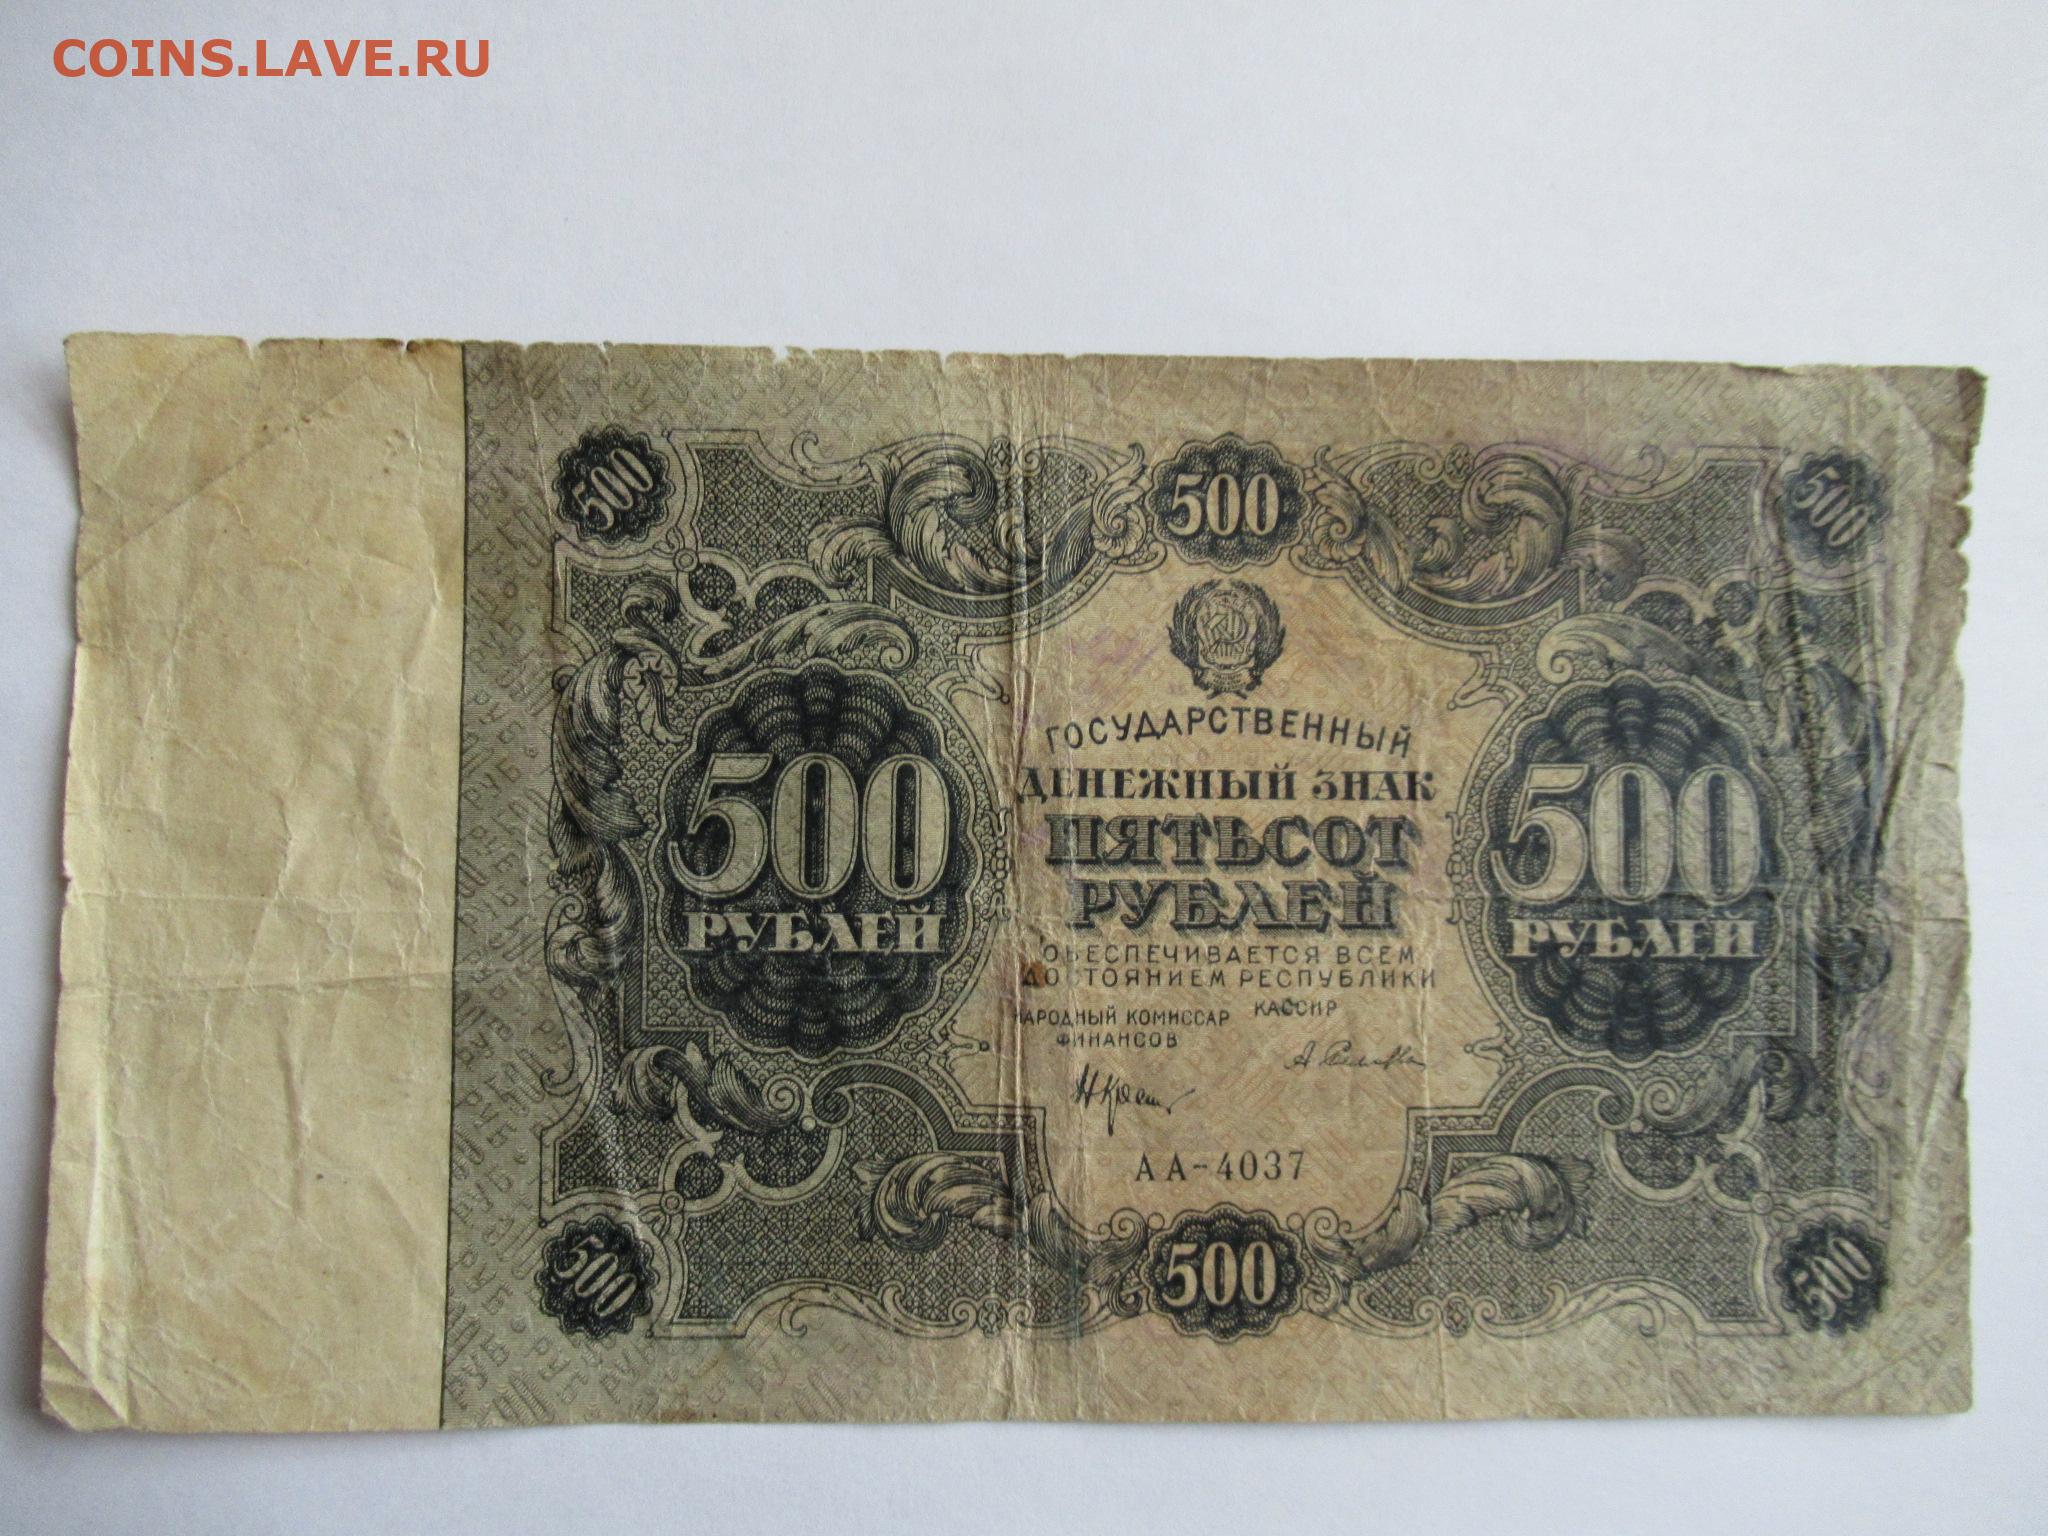 COINS.LAVE.RU
500 500 500
ГОСУДАРСТВЕННЫЙ
ДЕНЕЖНЫЙ ЗНАК
ПЯТЬСОТ
РУБЛЕЙ
500
РУБЛЕЙ
500
РУБЛЕЙ
ОБЕСПЕЧИВАЕТСЯ ВСЕМ
ДОСТОЯНИЕМ РЕСПУБЛИКИ
НАРОДНЫЙ КОМИССАР
ФИНАНСОВ
КАССИР
АА-4037
500 500 500